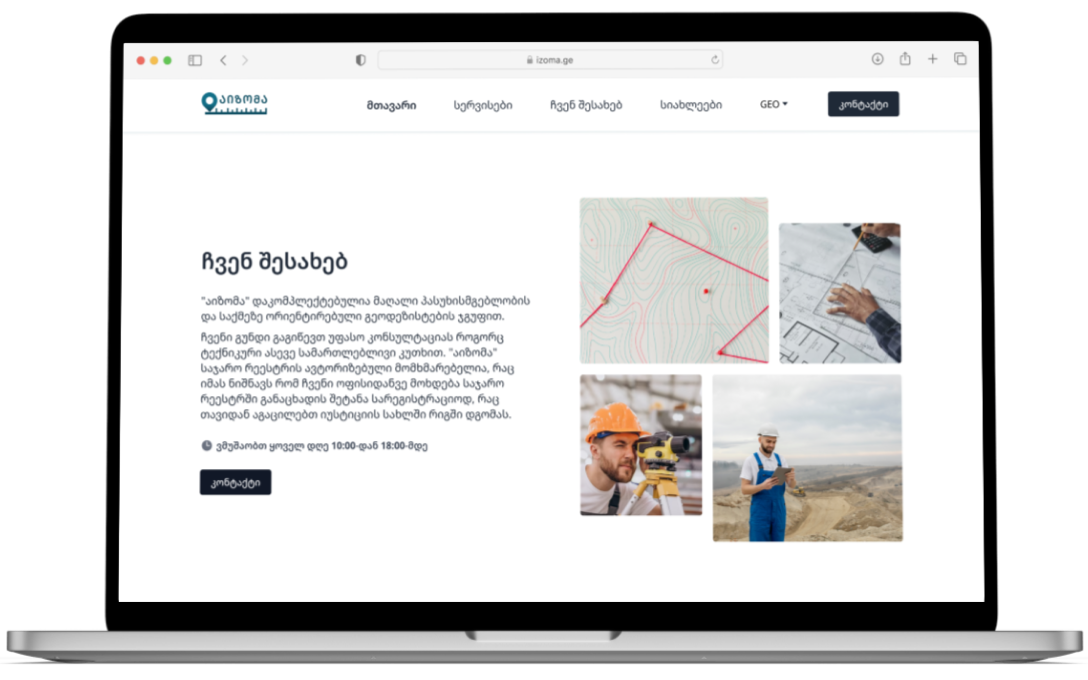 izoma.ge
აიზომა
მთავარი
სერვისები
ჩვენ შესახებ
სიახლეები
GEO
კონტაქტი
ჩვენ შესახებ
"აიზომა" დაკომპლექტებულია მაღალი პასუხისმგებლობის
და საქმეზე ორიენტირებული გეოდეზისტების ჯგუფით.
ჩვენი გუნდი გაგიწევთ უფასო კონსულტაციას როგორც
ტექნიკური ასევე სამართლებლივი კუთხით. "აიზომა"
საჯარო რეესტრის ავტორიზებული მომხმარებელია, რაც
იმას ნიშნავს რომ ჩვენი ოფისიდანვე მოხდება საჯარო
რეესტრში განაცხადის შეტანა სარეგისტრაციოდ, რაც
თავიდან აგაცილებთ იუსტიციის სახლში რიგში დგომას.
ვმუშაობთ ყოველ დღე 10:00-დან 18:00-მდე
კონტაქტი